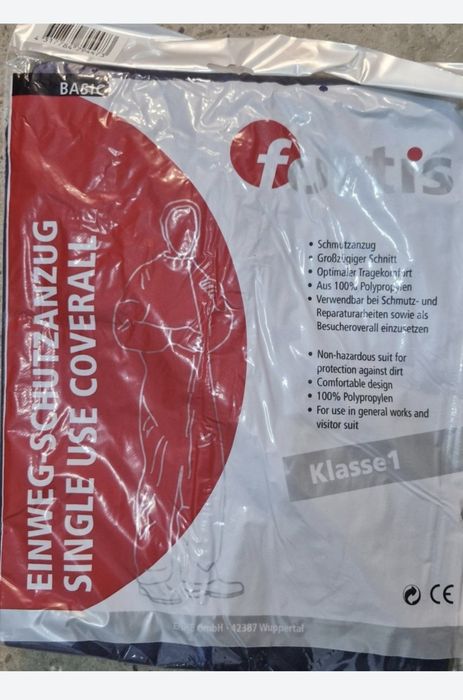 BASIC
fortis
EINWEG-SCHUTZANZUG
SINGLE USE COVERALL
• Schmutzanzug
• Großzügiger Schnitt
• Optimaler Tragekomfort
• Aus 100% Polypropylen
• Verwendbar bei Schmutz- und
Reparaturarbeiten sowie als
Besucheroverall einzusetzen
• Non-hazardous suit for
protection against dirt
• Comfortable design
• 100% Polypropylen
• For use in general works and
visitor suit
Klasse 1
CE
GmbH - 42387 Wuppertal